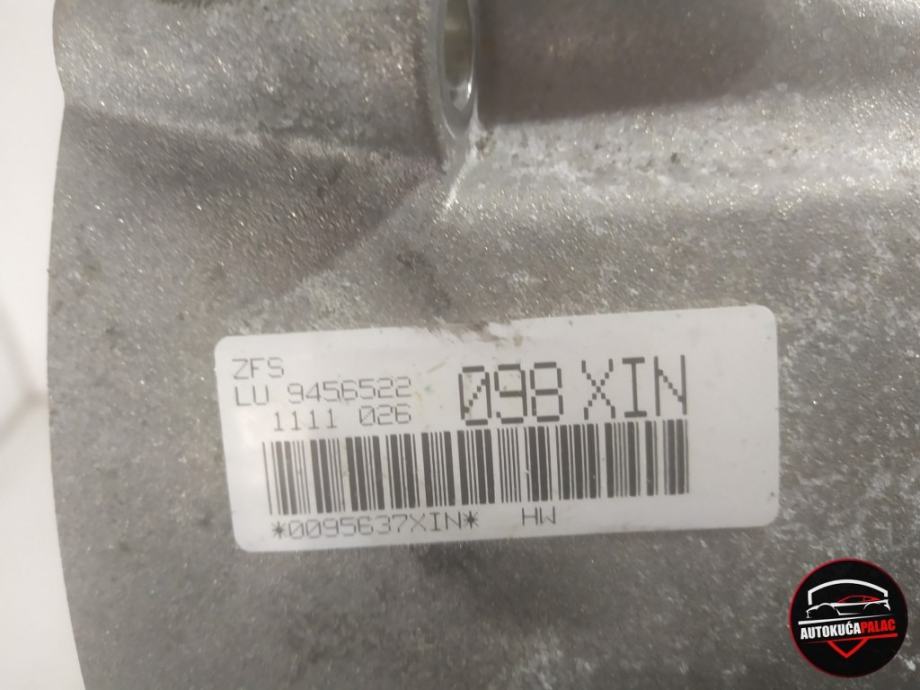 ZFS
LU 9456522
1111 026
098 XIN
*0095637XIN* HW
AUTOKUĆAPALAC